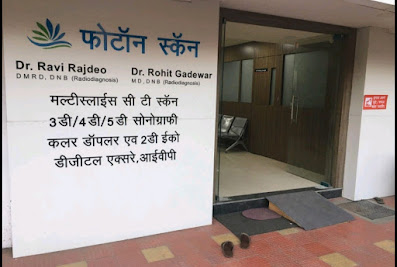 फोटॉन स्कॅन
Dr. Ravi Rajdeo
DMRD, DNB (Radiodiagnosis)
Dr. Rohit Gadewar
MD, DNB (Radiodiagnosis)
मल्टीस्लाईस सी टी स्कॅन
3डी/4डी/5डी सोनोग्राफी
कलर डॉपलर एव 2डी ईको
डीजीटल एक्सरे,आईवीपी